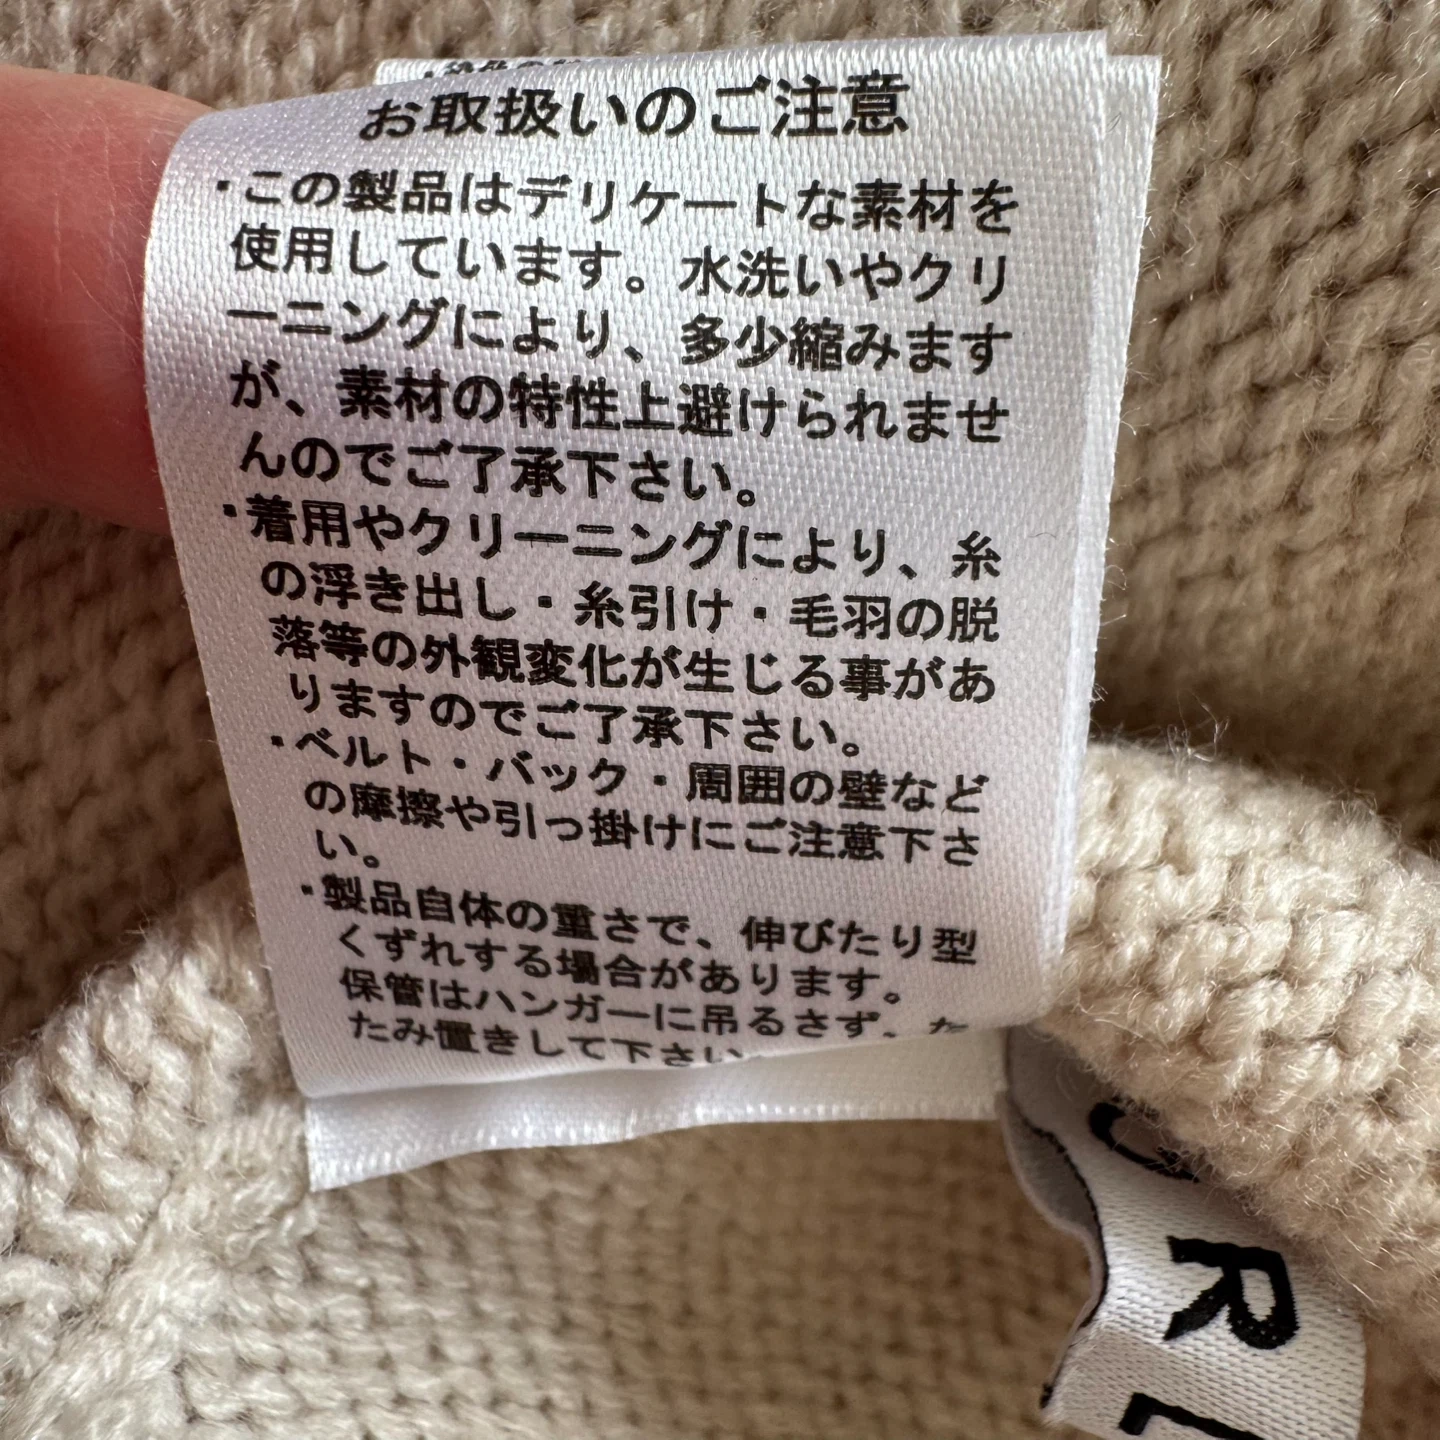 お取扱いのご注意
・この製品はデリケートな素材を
使用しています。水洗いやクリ
ーニングにより、多少縮みます
が、素材の特性上避けられませ
んのでご了承下さい。
・着用やクリーニングにより、糸
の浮き出し・糸引け・毛羽の脱
落等の外観変化が生じる事があ
りますのでご了承下さい。
・ベルト・バック・周囲の壁など
の摩擦や引っ掛けにご注意下さ
い。
・製品自体の重さで、伸びたり型
くずれする場合があります。
保管はハンガーに吊るさず、た
たみ置きして下さい
RL